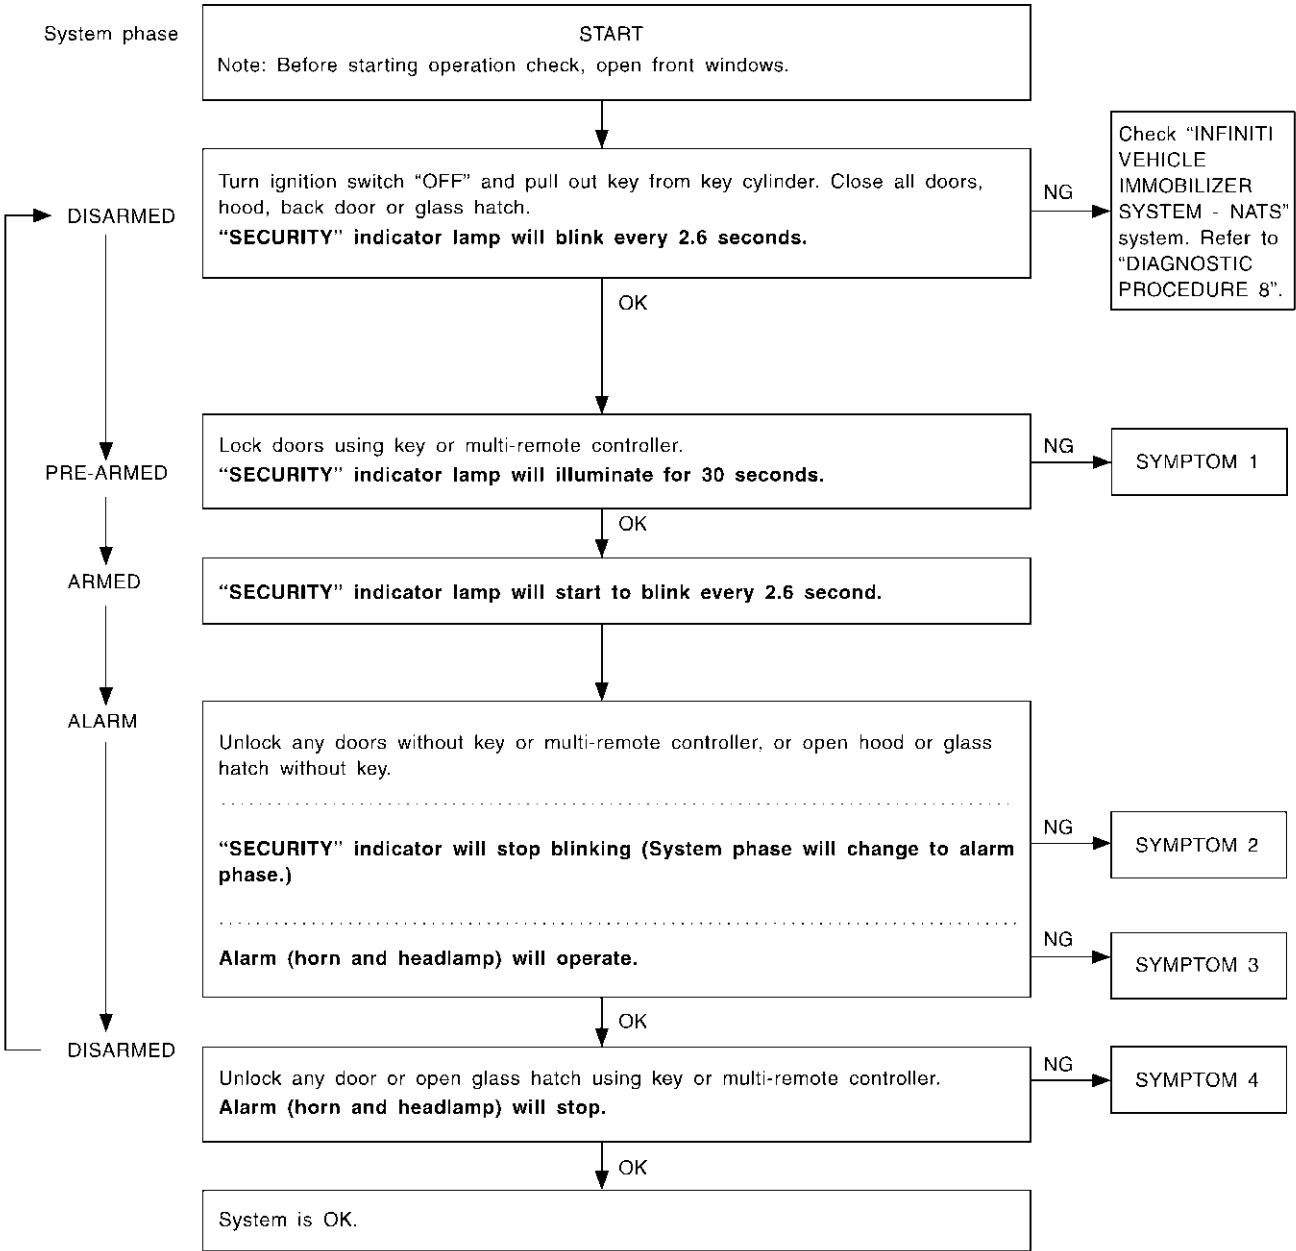 System phase
START
Note: Before starting operation check, open front windows.
Turn ignition switch “OFF” and pull out key from key cylinder. Close all doors,
hood, back door or glass hatch.
“SECURITY” indicator lamp will blink every 2.6 seconds.
NG
Check “INFINITI
VEHICLE
IMMOBILIZER
SYSTEM - NATS”
system. Refer to
“DIAGNOSTIC
PROCEDURE 8”.
DISARMED
OK
Lock doors using key or multi-remote controller.
“SECURITY” indicator lamp will illuminate for 30 seconds.
NG
SYMPTOM 1
PRE-ARMED
OK
ARMED
“SECURITY” indicator lamp will start to blink every 2.6 second.
ALARM
Unlock any doors without key or multi-remote controller, or open hood or glass
hatch without key.
“SECURITY” indicator will stop blinking (System phase will change to alarm
phase.)
NG
SYMPTOM 2
Alarm (horn and headlamp) will operate.
NG
SYMPTOM 3
OK
DISARMED
Unlock any door or open glass hatch using key or multi-remote controller.
Alarm (horn and headlamp) will stop.
NG
SYMPTOM 4
OK
System is OK.